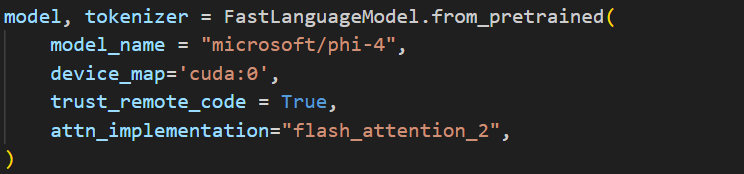 model, tokenizer = FastLanguageModel.from_pretrained(
    model_name = "microsoft/phi-4",
    device_map='cuda:0',
    trust_remote_code = True,
    attn_implementation="flash_attention_2",
)